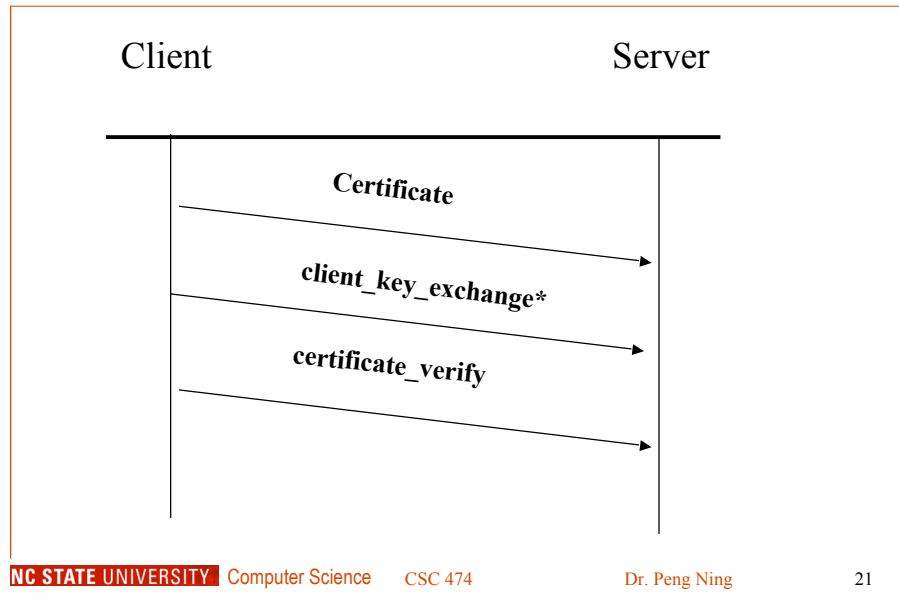 Client Server
Certificate
client_key_exchange*
certificate_verify
NC STATE UNIVERSITY Computer Science CSC 474 Dr. Peng Ning 21